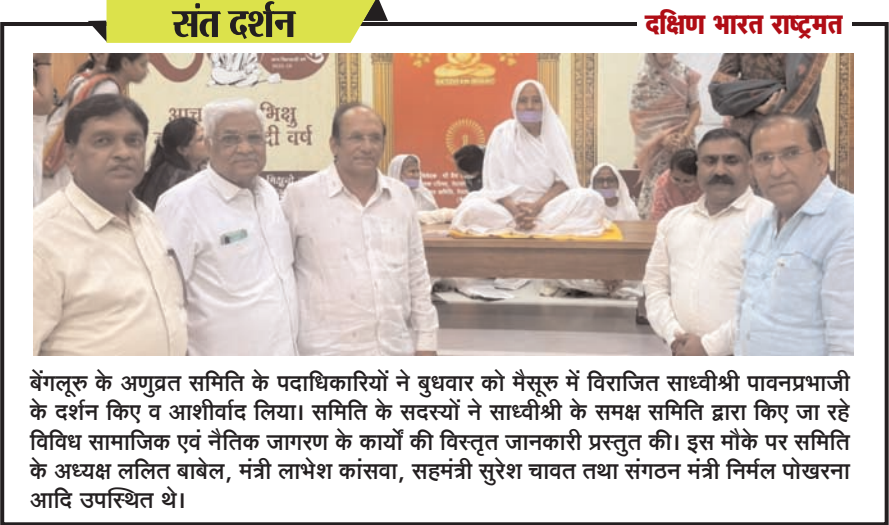 संत दर्शन
दक्षिण भारत राष्ट्रमत
भिक्षु
दी वर्ष
बेंगलूरु के अणुव्रत समिति के पदाधिकारियों ने बुधवार को मैसूरु में विराजित साध्वीश्री पावनप्रभाजी
के दर्शन किए व आशीर्वाद लिया। समिति के सदस्यों ने साध्वीश्री के समक्ष समिति द्वारा किए जा रहे
विविध सामाजिक एवं नैतिक जागरण के कार्यों की विस्तृत जानकारी प्रस्तुत की। इस मौके पर समिति
के अध्यक्ष ललित बाबेल, मंत्री लाभेश कांसवा, सहमंत्री सुरेश चावत तथा संगठन मंत्री निर्मल पोखरना
आदि उपस्थित थे।